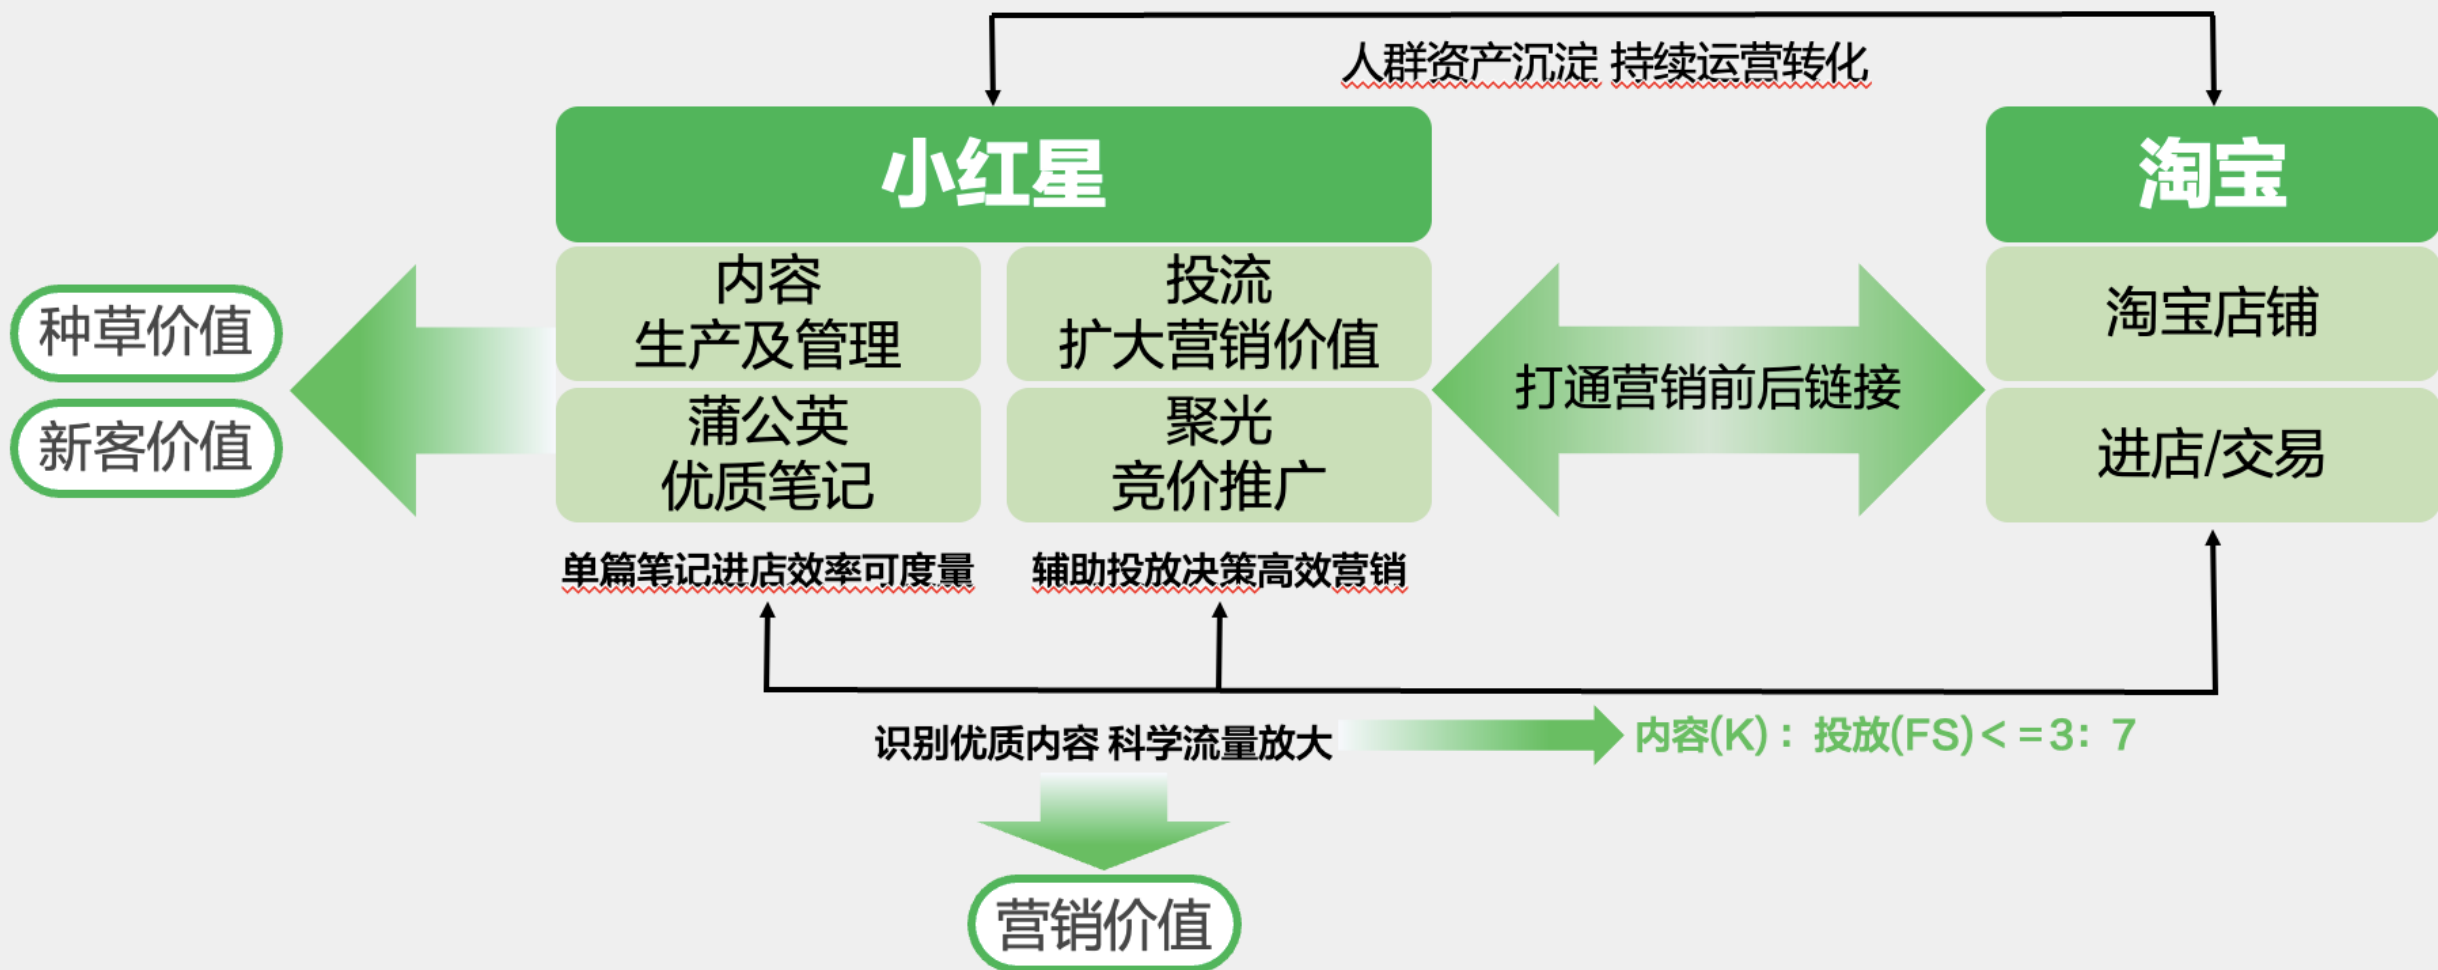 人群资产沉淀 持续运营转化
小红星
淘宝
内容
生产及管理
投流
扩大营销价值
淘宝店铺
种草价值
新客价值
打通营销前后链接
蒲公英
优质笔记
聚光
竞价推广
进店/交易
单篇笔记进店效率可度量
辅助投放决策高效营销
识别优质内容 科学流量放大
内容(K)：投放(FS)<=3：7
营销价值